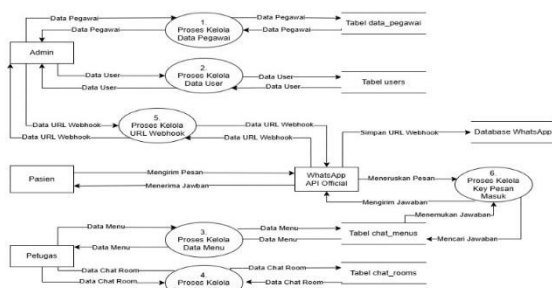 Data Pegawai
Data Pegawai
1.
Proses Kelola
Data Pegawai
Data Pegawai
Data Pegawai
Tabel data_pegawai
Admin
Data User
Data User
2.
Proses Kelola
Data User
Data User
Data User
Tabel users
Data URL Webhook
Data URL Webhook
5.
Proses Kelola
URL Webhook
Data URL Webhook
Data URL Webhook
Simpan URL Webhook
Database WhatsApp
Pasien
Mengirim Pesan
Menerima Jawban
WhatsApp
API Official
Meneruskan Pesan
Mengirim Jawaban
6.
Proses Kelola
Key Pesan
Masuk
Menemukan Jawaban
Mencari Jawaban
Petugas
Data Menu
Data Menu
3.
Proses Kelola
Data Menu
Data Menu
Data Menu
Tabel chat_menus
Data Chat Room
Data Chat Room
4.
Proses Kelola
Data Chat Room
Data Chat Room
Tabel chat_rooms